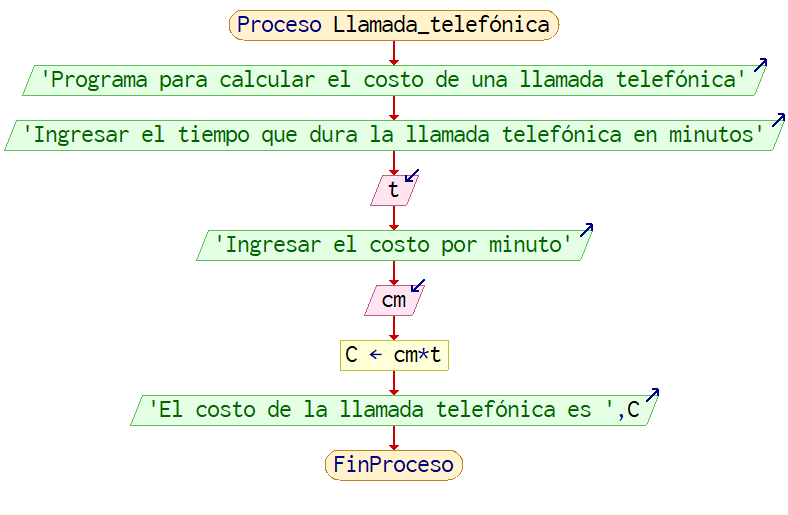 Proceso Llamada_telefónica
'Programa para calcular el costo de una llamada telefónica'
'Ingresar el tiempo que dura la llamada telefónica en minutos'
t
'Ingresar el costo por minuto'
cm
C ← cm*t
'El costo de la llamada telefónica es ',C
FinProceso